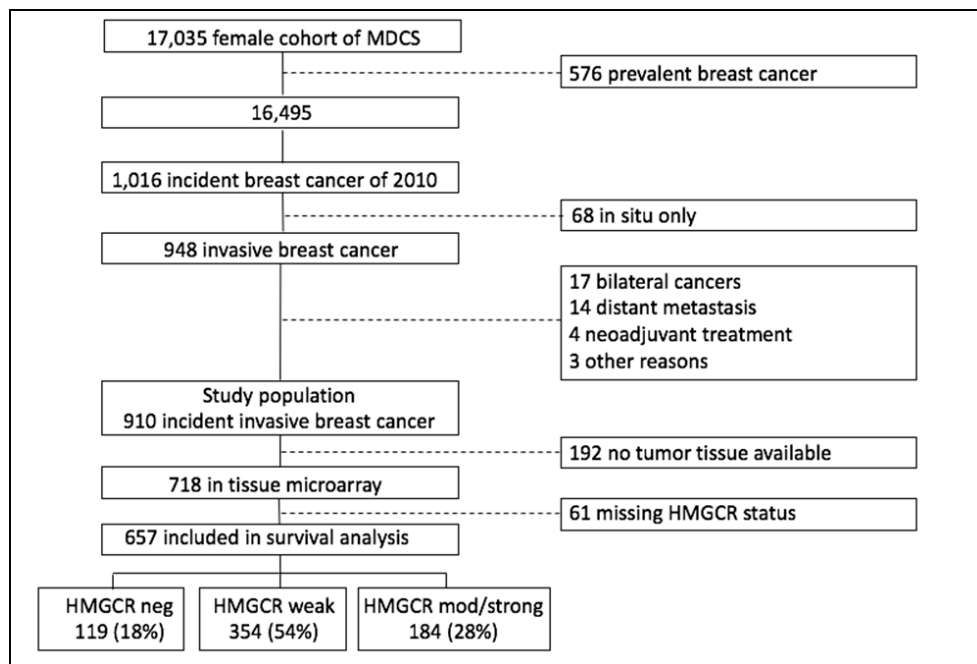 17,035 female cohort of MDCS
576 prevalent breast cancer
16,495
1,016 incident breast cancer of 2010
68 in situ only
948 invasive breast cancer
17 bilateral cancers
14 distant metastasis
4 neoadjuvant treatment
3 other reasons
Study population
910 incident invasive breast cancer
192 no tumor tissue available
718 in tissue microarray
61 missing HMGCR status
657 included in survival analysis
HMGCR neg
119 (18%)
HMGCR weak
354 (54%)
HMGCR mod/strong
184 (28%)